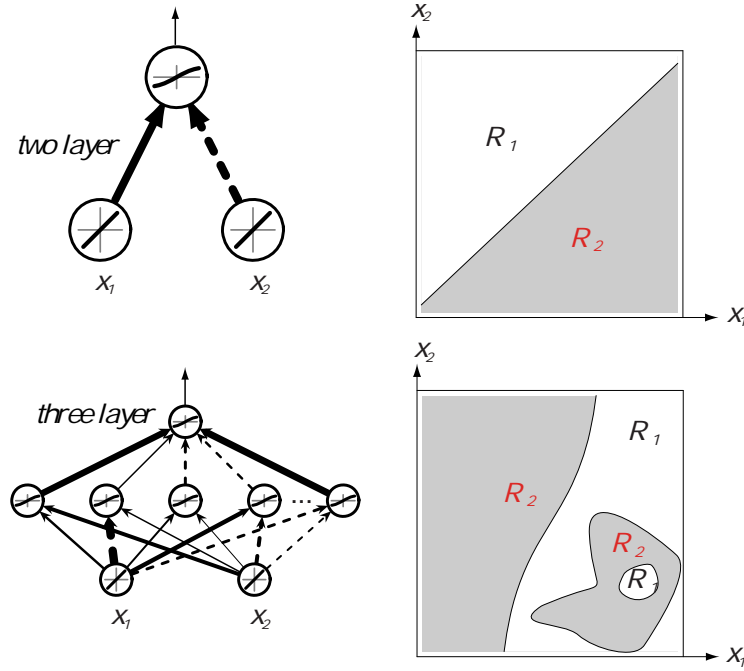 x₂
two layer
R₁
R₂
x₁
x₂
x₁
x₂
three layer
R₁
R₂
...
R₂
R₁
x₁
x₂
x₁